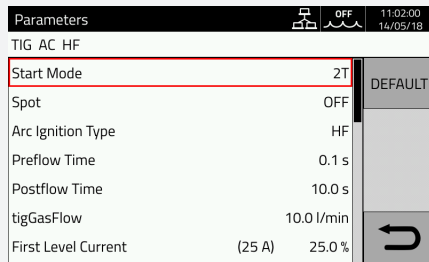 Parameters OFF 11:02:00
14/05/18
TIG AC HF
Start Mode 2T
DEFAULT
Spot OFF
Arc Ignition Type HF
Preflow Time 0.1 s
Postflow Time 10.0 s
tigGasFlow 10.0 l/min
First Level Current (25 A) 25.0 %